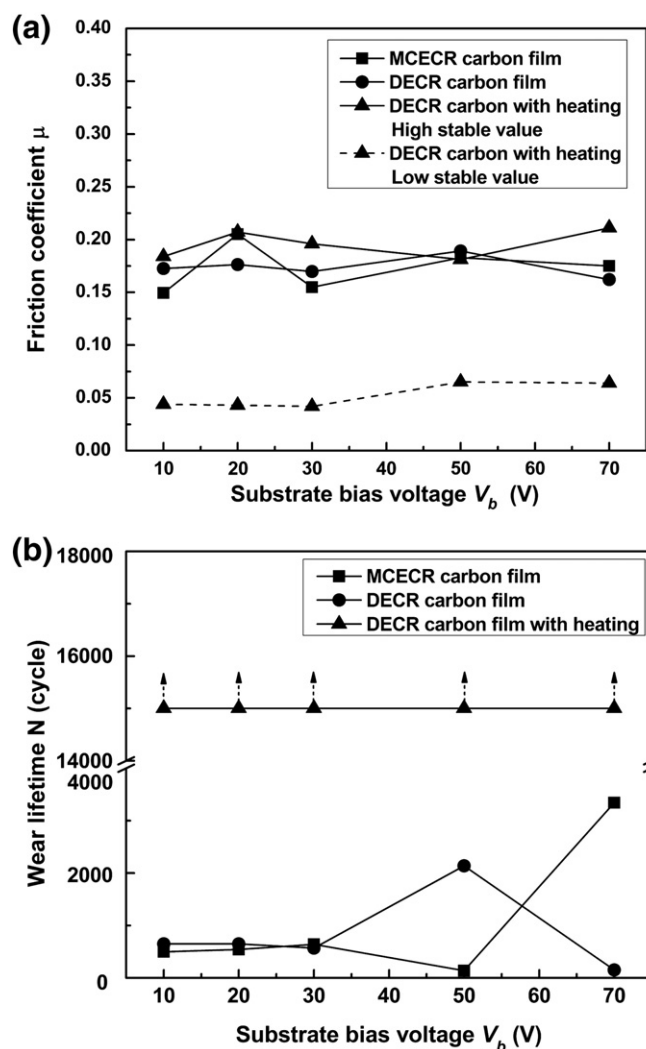 (a)
0.40
0.35
0.30
0.25
0.20
0.15
0.10
0.05
0.00
Friction coefficient μ
MCECR carbon film
DECR carbon film
DECR carbon with heating
High stable value
DECR carbon with heating
Low stable value
10 20 30 40 50 60 70
Substrate bias voltage V_b (V)
(b)
18000
16000
14000
4000
2000
0
Wear lifetime N (cycle)
MCECR carbon film
DECR carbon film
DECR carbon film with heating
10 20 30 40 50 60 70
Substrate bias voltage V_b (V)